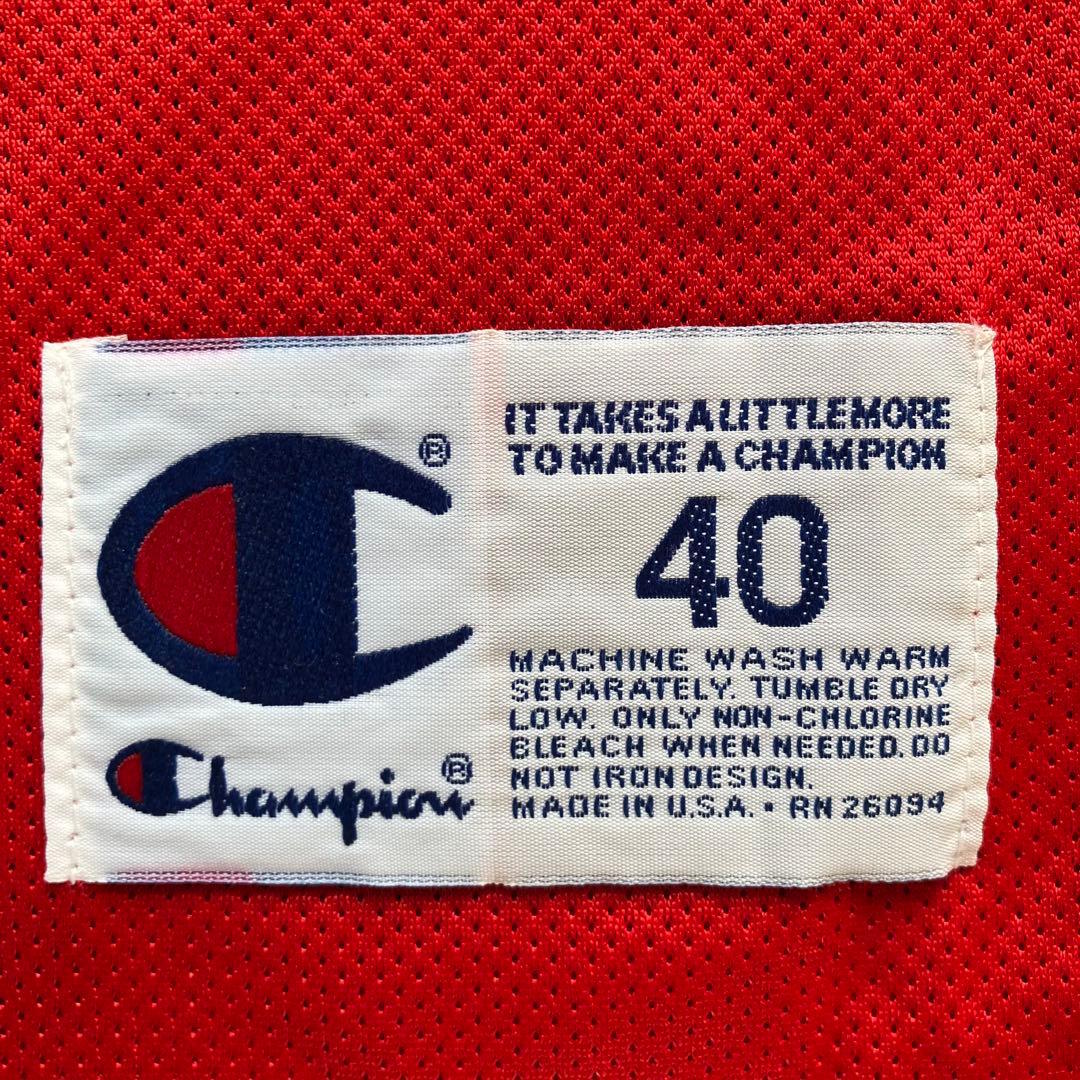 ®
Champion®
IT TAKES A LITTLE MORE
TO MAKE A CHAMPION
40
MACHINE WASH WARM
SEPARATELY. TUMBLE DRY
LOW. ONLY NON-CHLORINE
BLEACH WHEN NEEDED. DO
NOT IRON DESIGN.
MADE IN U.S.A. • RN 26094